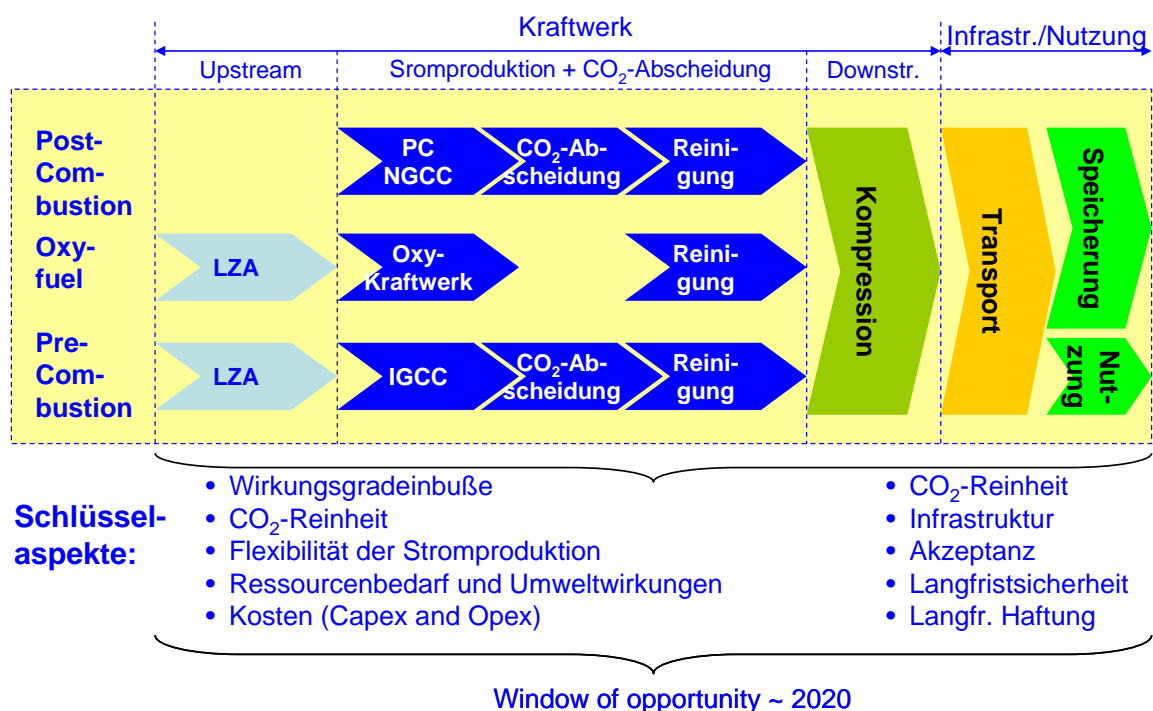 Kraftwerk
Infrastr./Nutzung
Upstream
Sromproduktion + CO₂-Abscheidung
Downstr.
Post-
Com-
bustion
PC
NGCC
CO₂-Ab-
scheidung
Reini-
gung
Oxy-
fuel
LZA
Oxy-
Kraftwerk
Reini-
gung
Pre-
Com-
bustion
LZA
IGCC
CO₂-Ab-
scheidung
Reini-
gung
Kompression
Transport
Speicherung
Nut-
zung
Schlüssel-
aspekte:
• Wirkungsgradeinbuße
• CO₂-Reinheit
• Flexibilität der Stromproduktion
• Ressourcenbedarf und Umweltwirkungen
• Kosten (Capex and Opex)
• CO₂-Reinheit
• Infrastruktur
• Akzeptanz
• Langfristsicherheit
• Langfr. Haftung
Window of opportunity ~ 2020